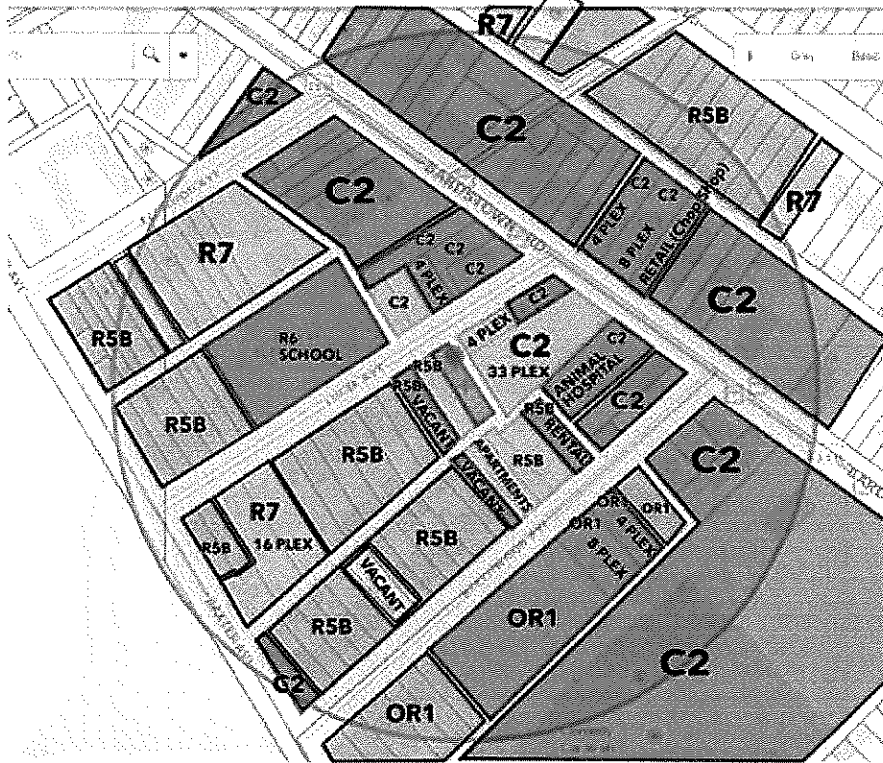 R7
C2
R5B
C2
C2
C2
C2
R7
BARDSTOWN ROAD
4 PLEX
8 PLEX
RETAIL (Chop Shop)
R7
C2
C2
C2
4 PLEX
C2
C2
C2
R5B
R6
SCHOOL
4 PLEX
C2
33 PLEX
C2
ANIMAL
HOSPITAL
R5B
R5B
VACANT
R5B
RENTAL
C2
R5B
R5B
APARTMENTS
R5B
VACANT
C2
R7
16 PLEX
R5B
OR1
OR1
4 PLEX
8 PLEX
R5B
VACANT
R5B
OR1
C2
C2
OR1